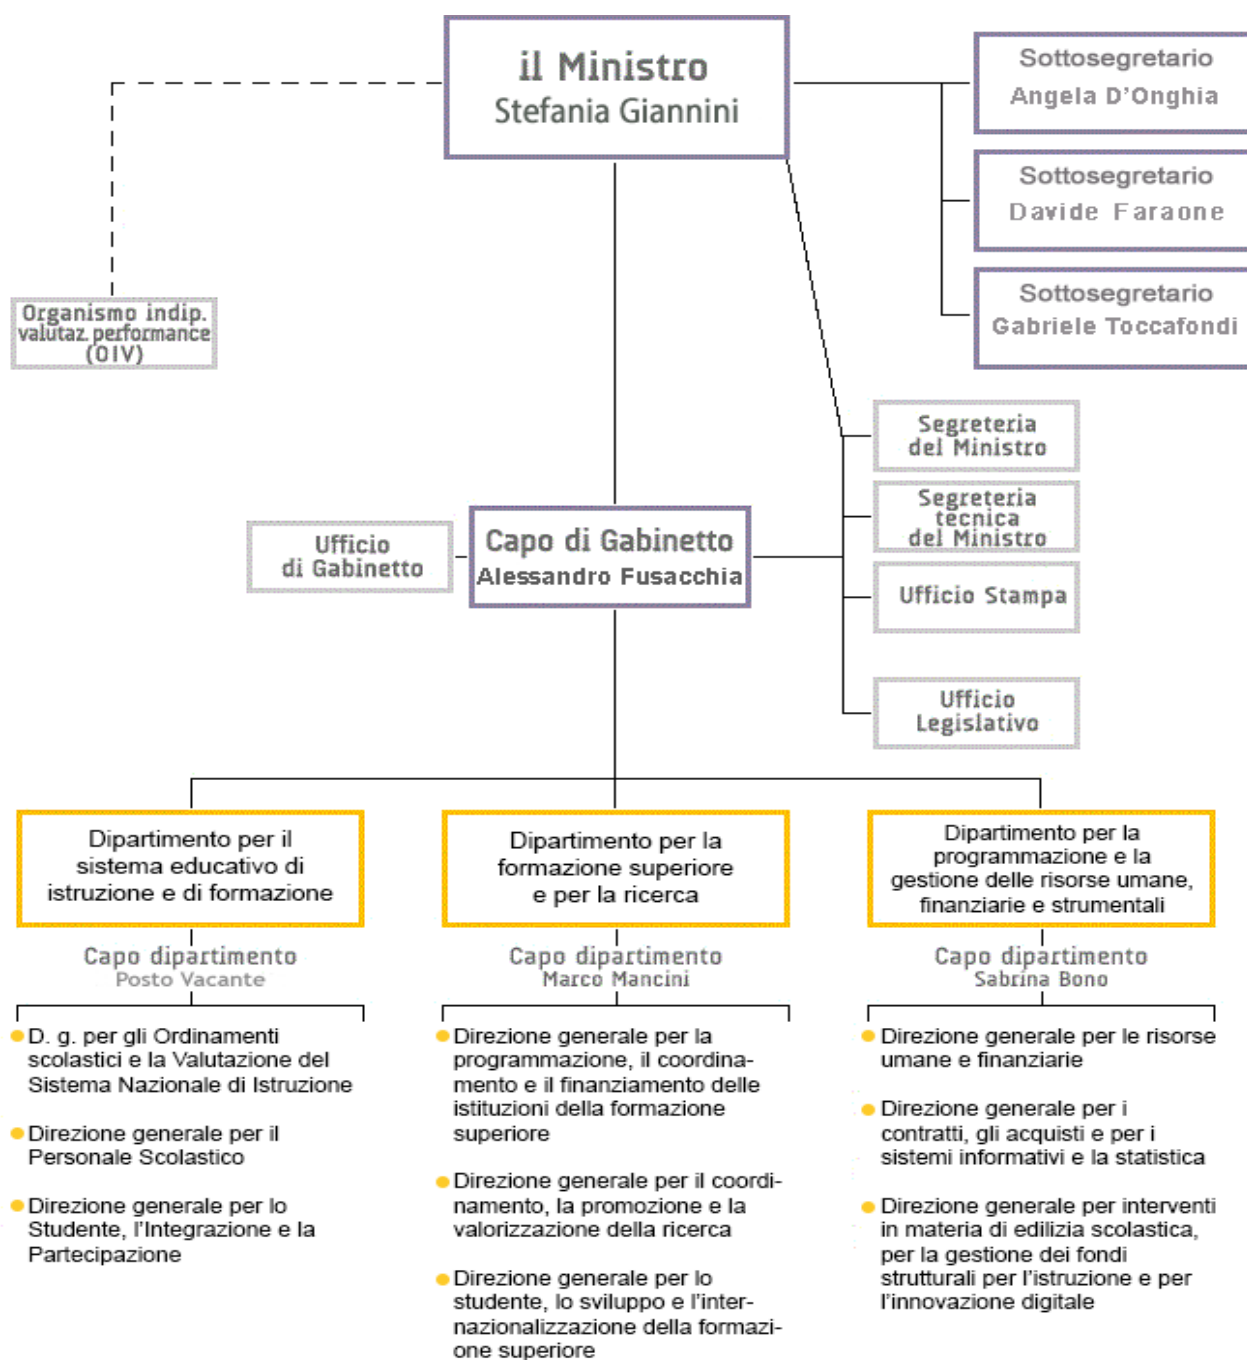 il Ministro
Stefania Giannini
Sottosegretario
Angela D'Onghia
Sottosegretario
Davide Faraone
Sottosegretario
Gabriele Toccafondi
Organismo indip.
valutaz. performance
(OIV)
Segreteria
del Ministro
Segreteria
tecnica
del Ministro
Ufficio
di Gabinetto
Capo di Gabinetto
Alessandro Fusacchia
Ufficio Stampa
Ufficio
Legislativo
Dipartimento per il
sistema educativo di
istruzione e di formazione
Capo dipartimento
Posto Vacante
D. g. per gli Ordinamenti
scolastici e la Valutazione del
Sistema Nazionale di Istruzione
Direzione generale per il
Personale Scolastico
Direzione generale per lo
Studente, l'Integrazione e la
Partecipazione
Dipartimento per la
formazione superiore
e per la ricerca
Capo dipartimento
Marco Mancini
Direzione generale per la
programmazione, il coordina-
mento e il finanziamento delle
istituzioni della formazione
superiore
Direzione generale per il coordi-
namento, la promozione e la
valorizzazione della ricerca
Direzione generale per lo
studente, lo sviluppo e l'inter-
nazionalizzazione della formazi-
one superiore
Dipartimento per la
programmazione e la
gestione delle risorse umane,
finanziarie e strumentali
Capo dipartimento
Sabrina Bono
Direzione generale per le risorse
umane e finanziarie
Direzione generale per i
contratti, gli acquisti e per i
sistemi informativi e la statistica
Direzione generale per interventi
in materia di edilizia scolastica,
per la gestione dei fondi
strutturali per l'istruzione e per
l'innovazione digitale